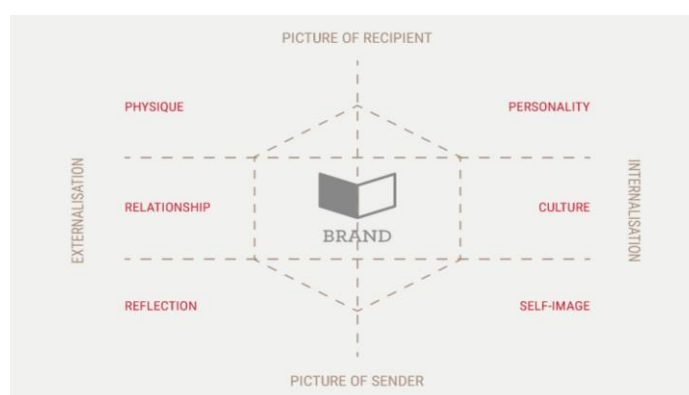 PICTURE OF RECIPIENT
PHYSIQUE
PERSONALITY
EXTERNALISATION
INTERNALISATION
RELATIONSHIP
CULTURE
BRAND
REFLECTION
SELF-IMAGE
PICTURE OF SENDER